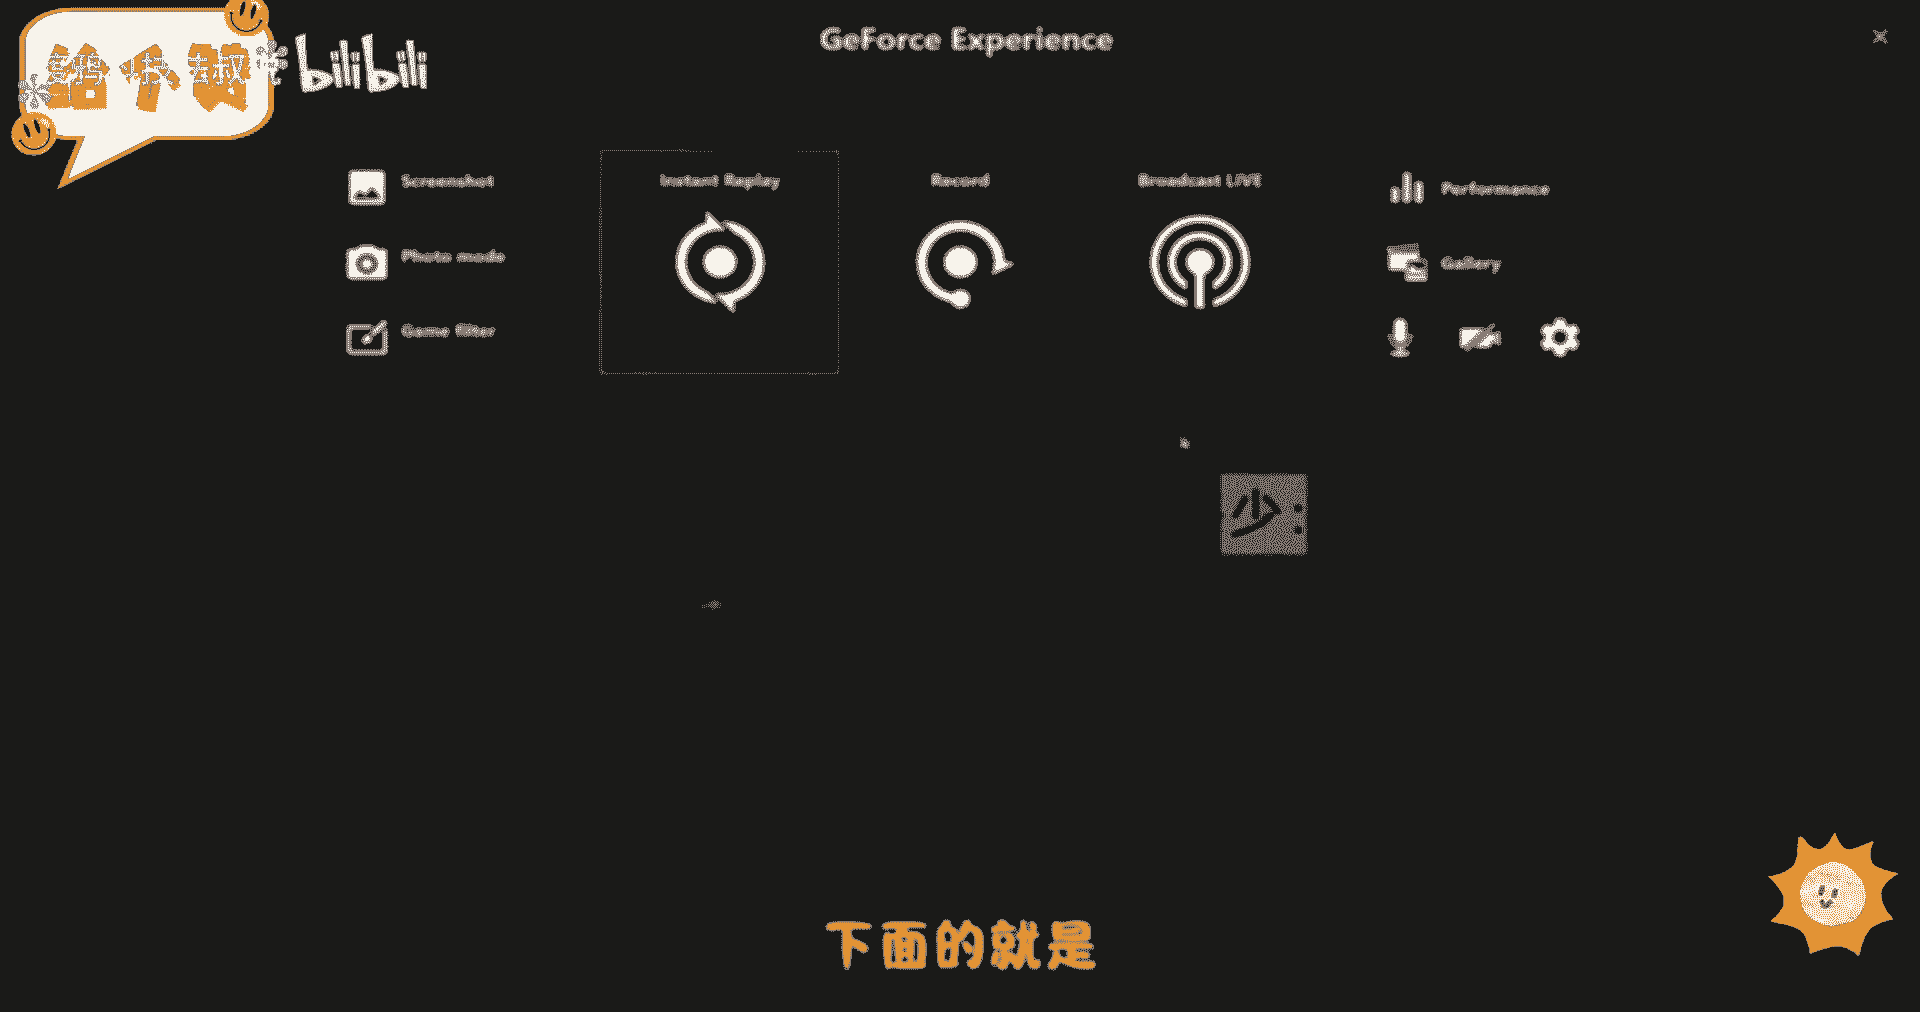 bilibili
GeForce Experience
Screenshot
Instant Replay
Record
Broadcast LIVE
Performance
Photo mode
Gallery
Game filter
少:
下面的就是